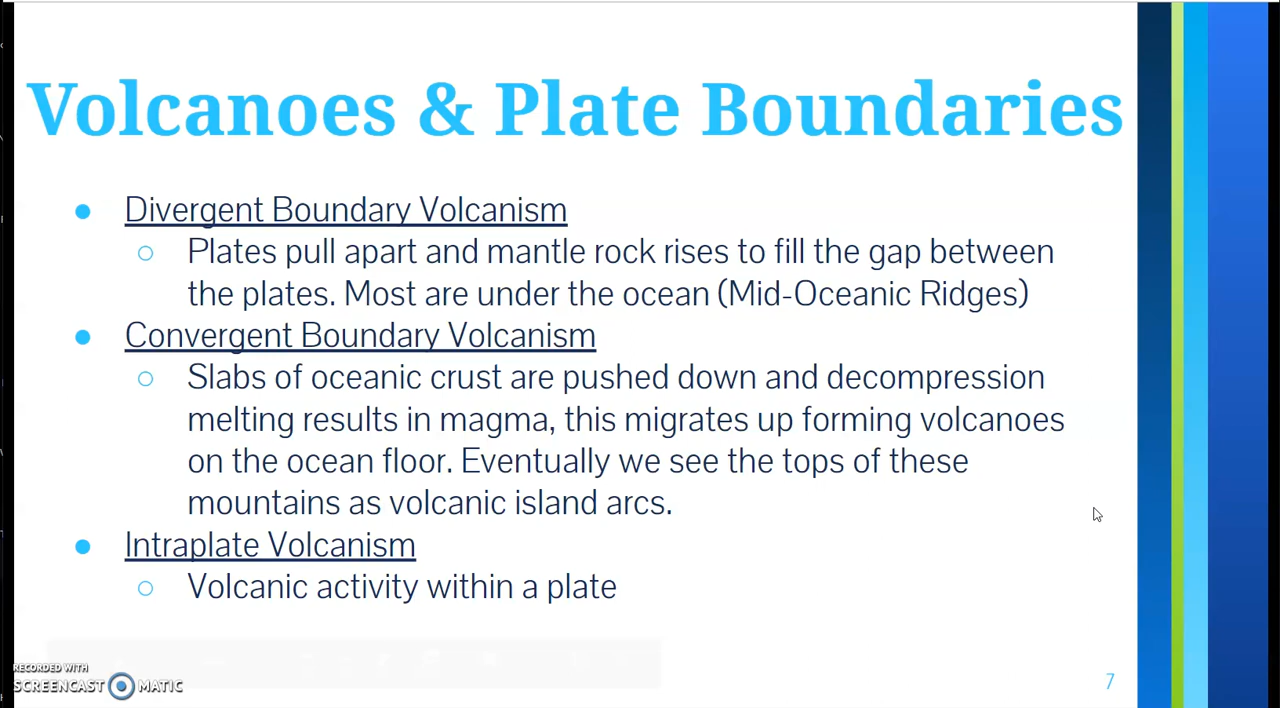 Volcanoes & Plate Boundaries
● Divergent Boundary Volcanism
○ Plates pull apart and mantle rock rises to fill the gap between
the plates. Most are under the ocean (Mid-Oceanic Ridges)
● Convergent Boundary Volcanism
○ Slabs of oceanic crust are pushed down and decompression
melting results in magma, this migrates up forming volcanoes
on the ocean floor. Eventually we see the tops of these
mountains as volcanic island arcs.
● Intraplate Volcanism
○ Volcanic activity within a plate
RECORDED WITH
SCREENCAST MATIC
7